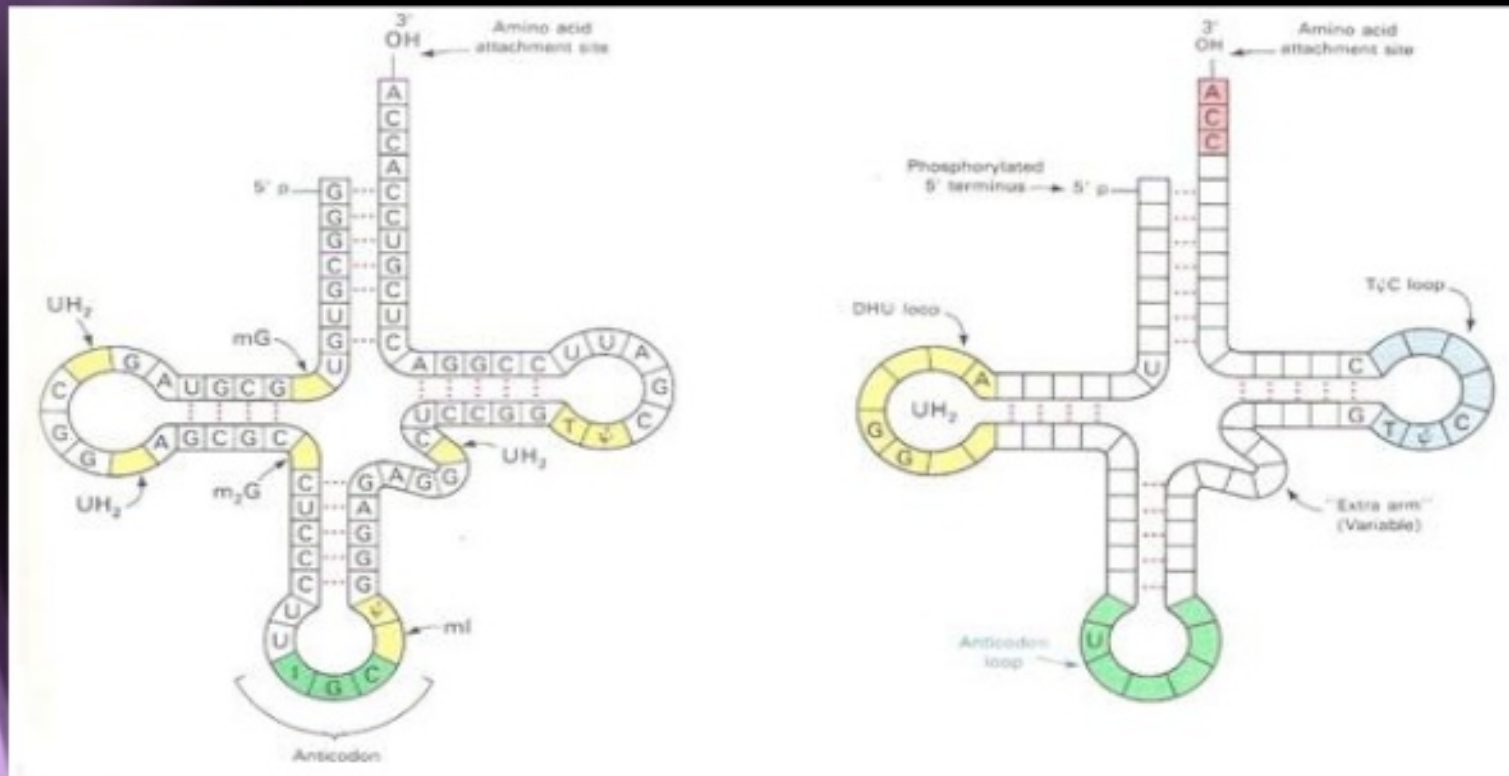 3'
OH
Amino acid
attachment site
A
C
C
A
C
C
U
G
C
U
C
5' p
G
G
G
C
G
U
G
U
mG
UH₂
G A U G C G
C
G
G
A G C G C
UH₂
m₂G
A G G C C U U A
G
C
U C C G G T ψ
C
UH₂
G A G G
C
U
C
C
C
U
U
G
A
G
G
G
ψ
mI
I G C
Anticodon
3'
OH
Amino acid
attachment site
A
C
C
Phosphorylated
5' terminus
5' p
DHU loop
TψC loop
A
U
C
UH₂
G
G
G T ψ C
"Extra arm"
(Variable)
Anticodon
loop
U